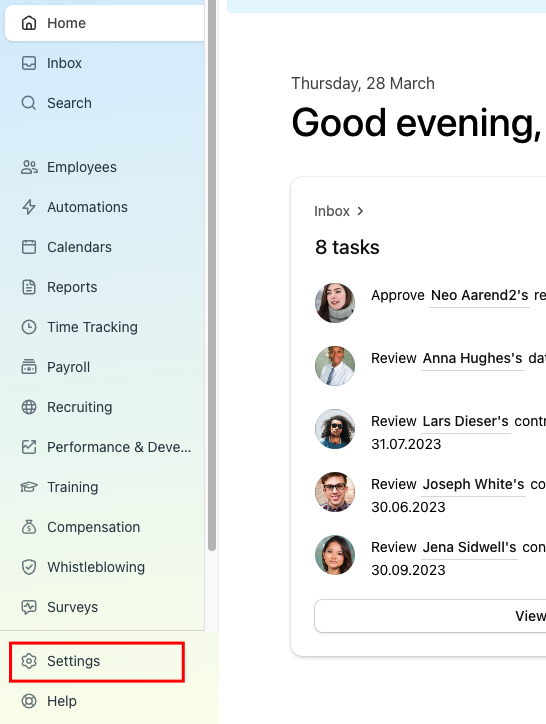 Home
Inbox
Search
Employees
Automations
Calendars
Reports
Time Tracking
Payroll
Recruiting
Performance & Deve...
Training
Compensation
Whistleblowing
Surveys
Settings
Help
Thursday, 28 March
Good evening,
Inbox >
8 tasks
Approve Neo Aarend2's re
Review Anna Hughes's dat
Review Lars Dieser's contr
31.07.2023
Review Joseph White's co
30.06.2023
Review Jena Sidwell's con
30.09.2023
View